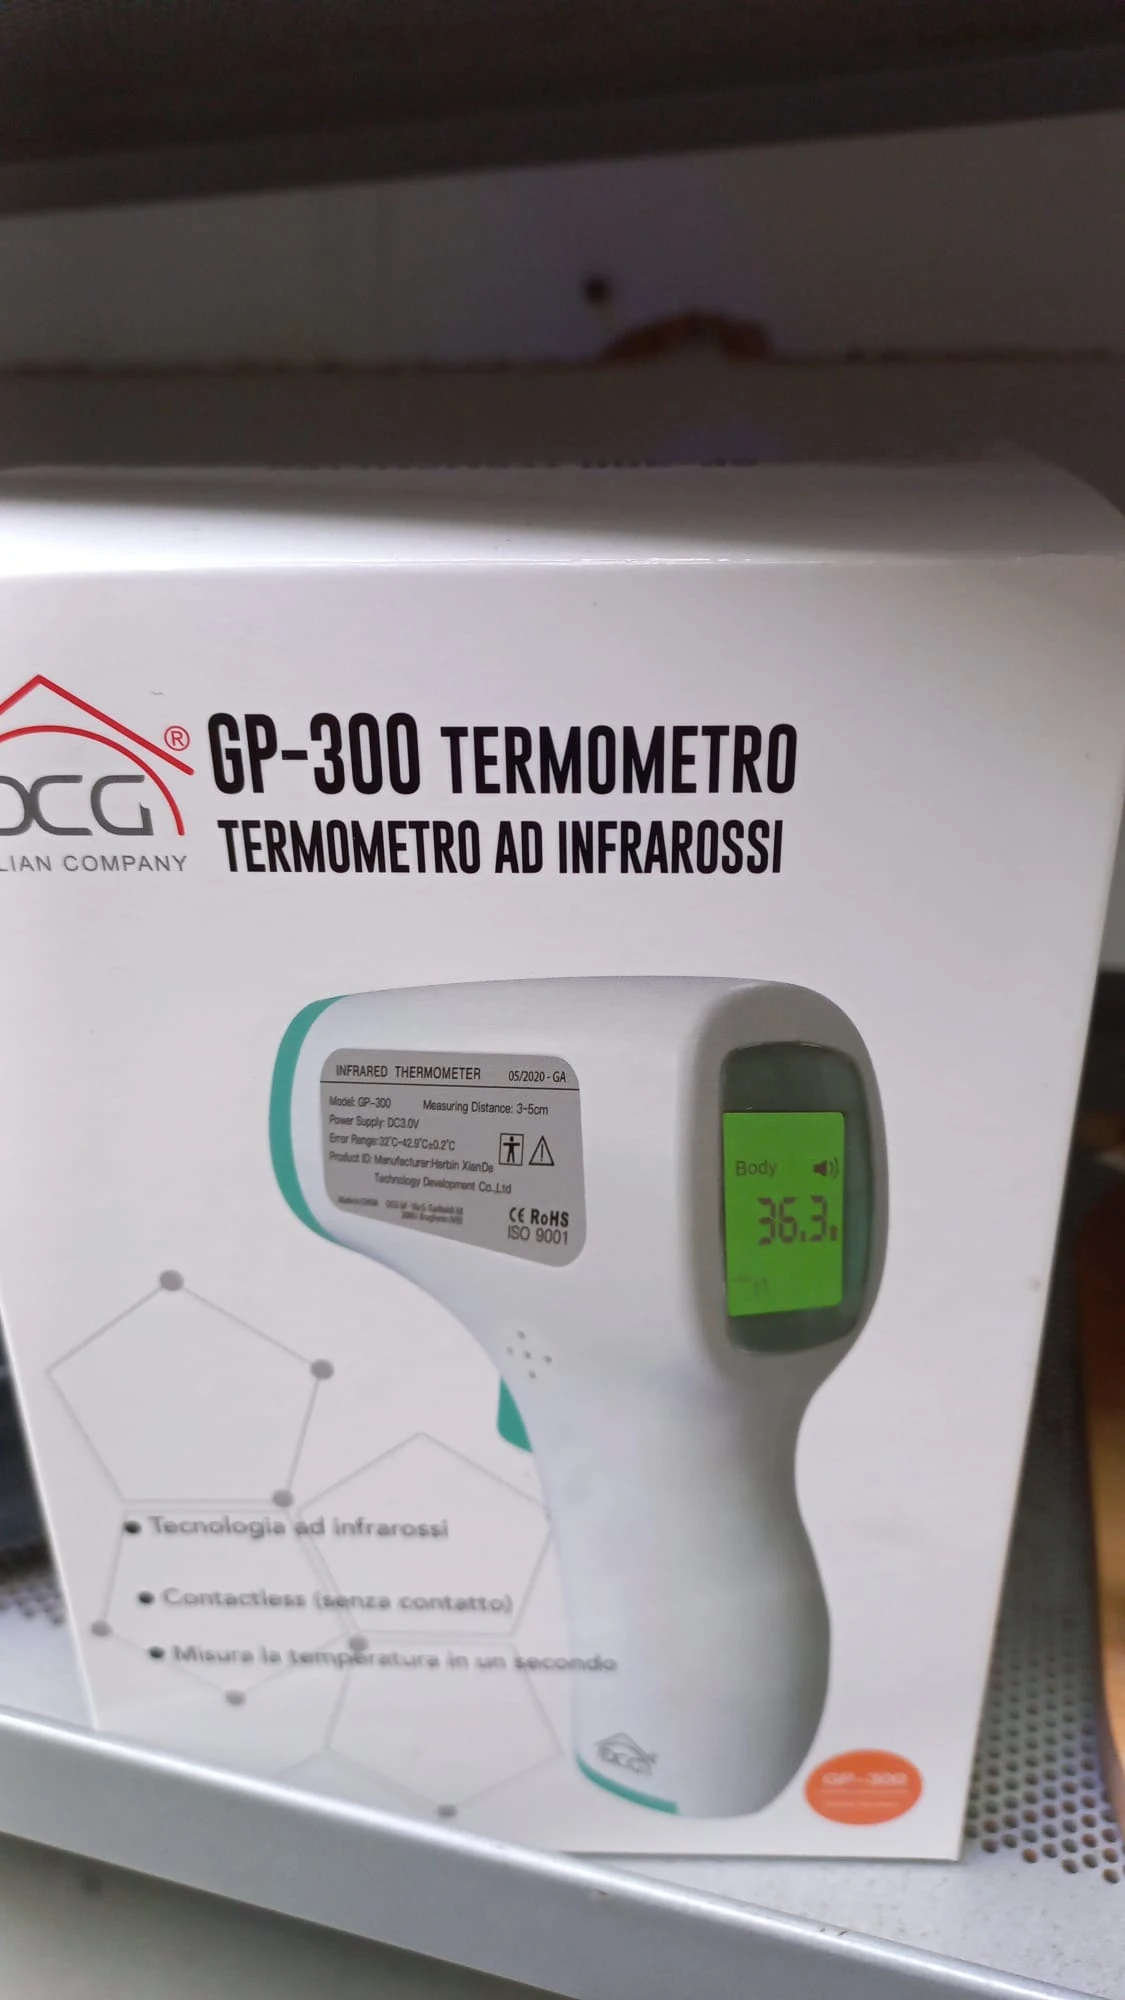 ®
DCG
LIAN COMPANY
GP-300 TERMOMETRO
TERMOMETRO AD INFRAROSSI
INFRARED THERMOMETER 05/2020-GA
Model: GP-300 Measuring Distance: 3-5cm
Power Supply: DC3.0V
Error Range:32°C-42.9°C±0.2°C
Product ID: Manufacturer:Harbin XianDe
Technology Development Co.,Ltd
CE RoHS
ISO 9001
Body
36.3
• Tecnologia ad infrarossi
• Contactless (senza contatto)
• Misura la temperatura in un secondo
DCG
GP-300